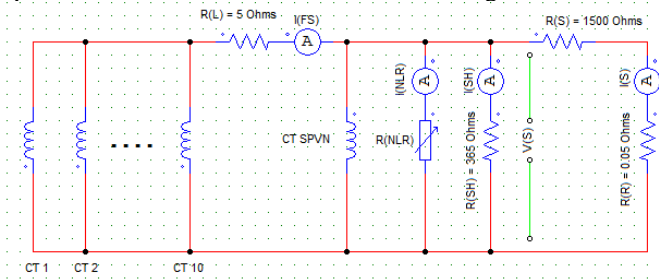 R(L) = 5 Ohms
I(FS)
A
R(S) = 1500 Ohms
I(NLR)
A
I(SH)
A
I(S)
A
CT SPVN
R(NLR)
R(SH) = 365 Ohms
V(S)
R(R) = 0.05 Ohms
CT 1
CT 2
CT 10